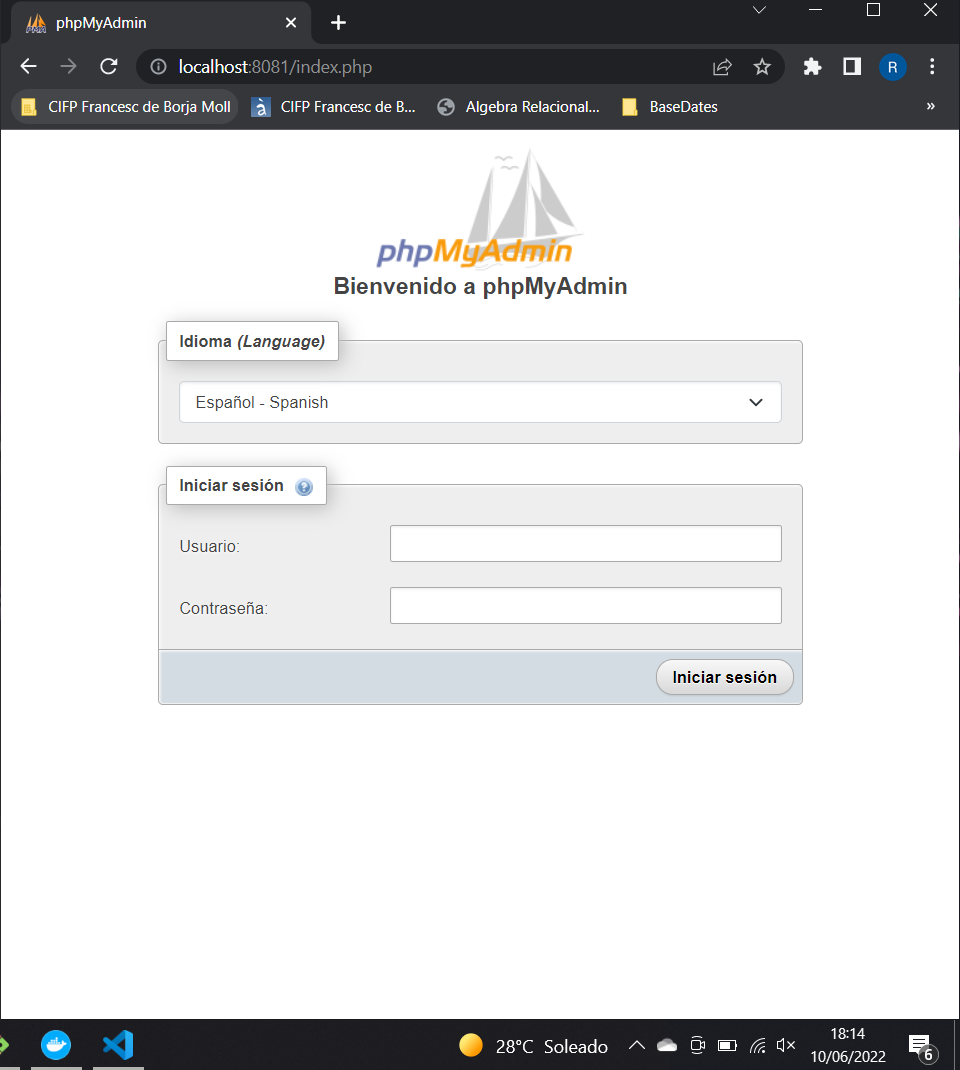 phpMyAdmin
localhost:8081/index.php
R
CIFP Francesc de Borja Moll
à
CIFP Francesc de B...
Algebra Relacional...
BaseDates
»
phpMyAdmin
Bienvenido a phpMyAdmin
Idioma (Language)
Español - Spanish
Iniciar sesión
Usuario:
Contraseña:
Iniciar sesión
28°C Soleado
18:14
10/06/2022
6